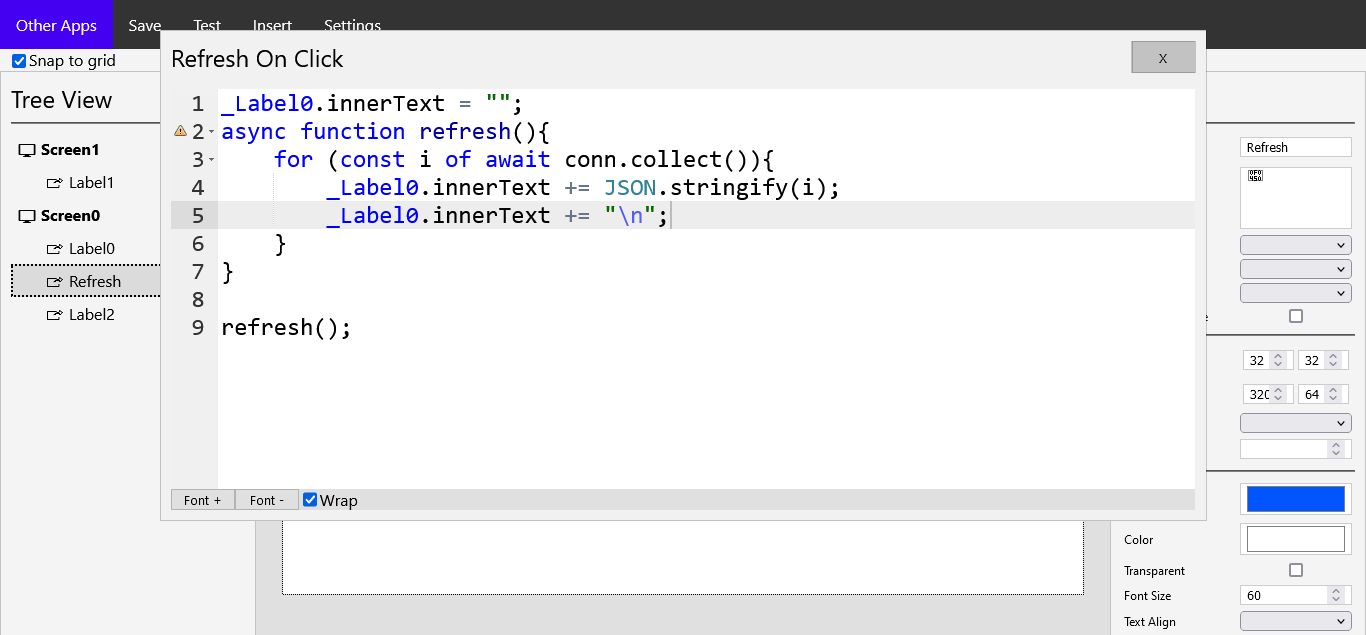 Other Apps Save Test Insert Settings
Snap to grid
Refresh On Click
X
Tree View
Screen1
Label1
Screen0
Label0
Refresh
Label2
1 _Label0.innerText = "";
2 async function refresh(){
3 for (const i of await conn.collect()){
4 _Label0.innerText += JSON.stringify(i);
5 _Label0.innerText += "\n";
6 }
7 }
8
9 refresh();
Font + Font - Wrap
Refresh
32 32
320 64
Color
Transparent
Font Size 60
Text Align